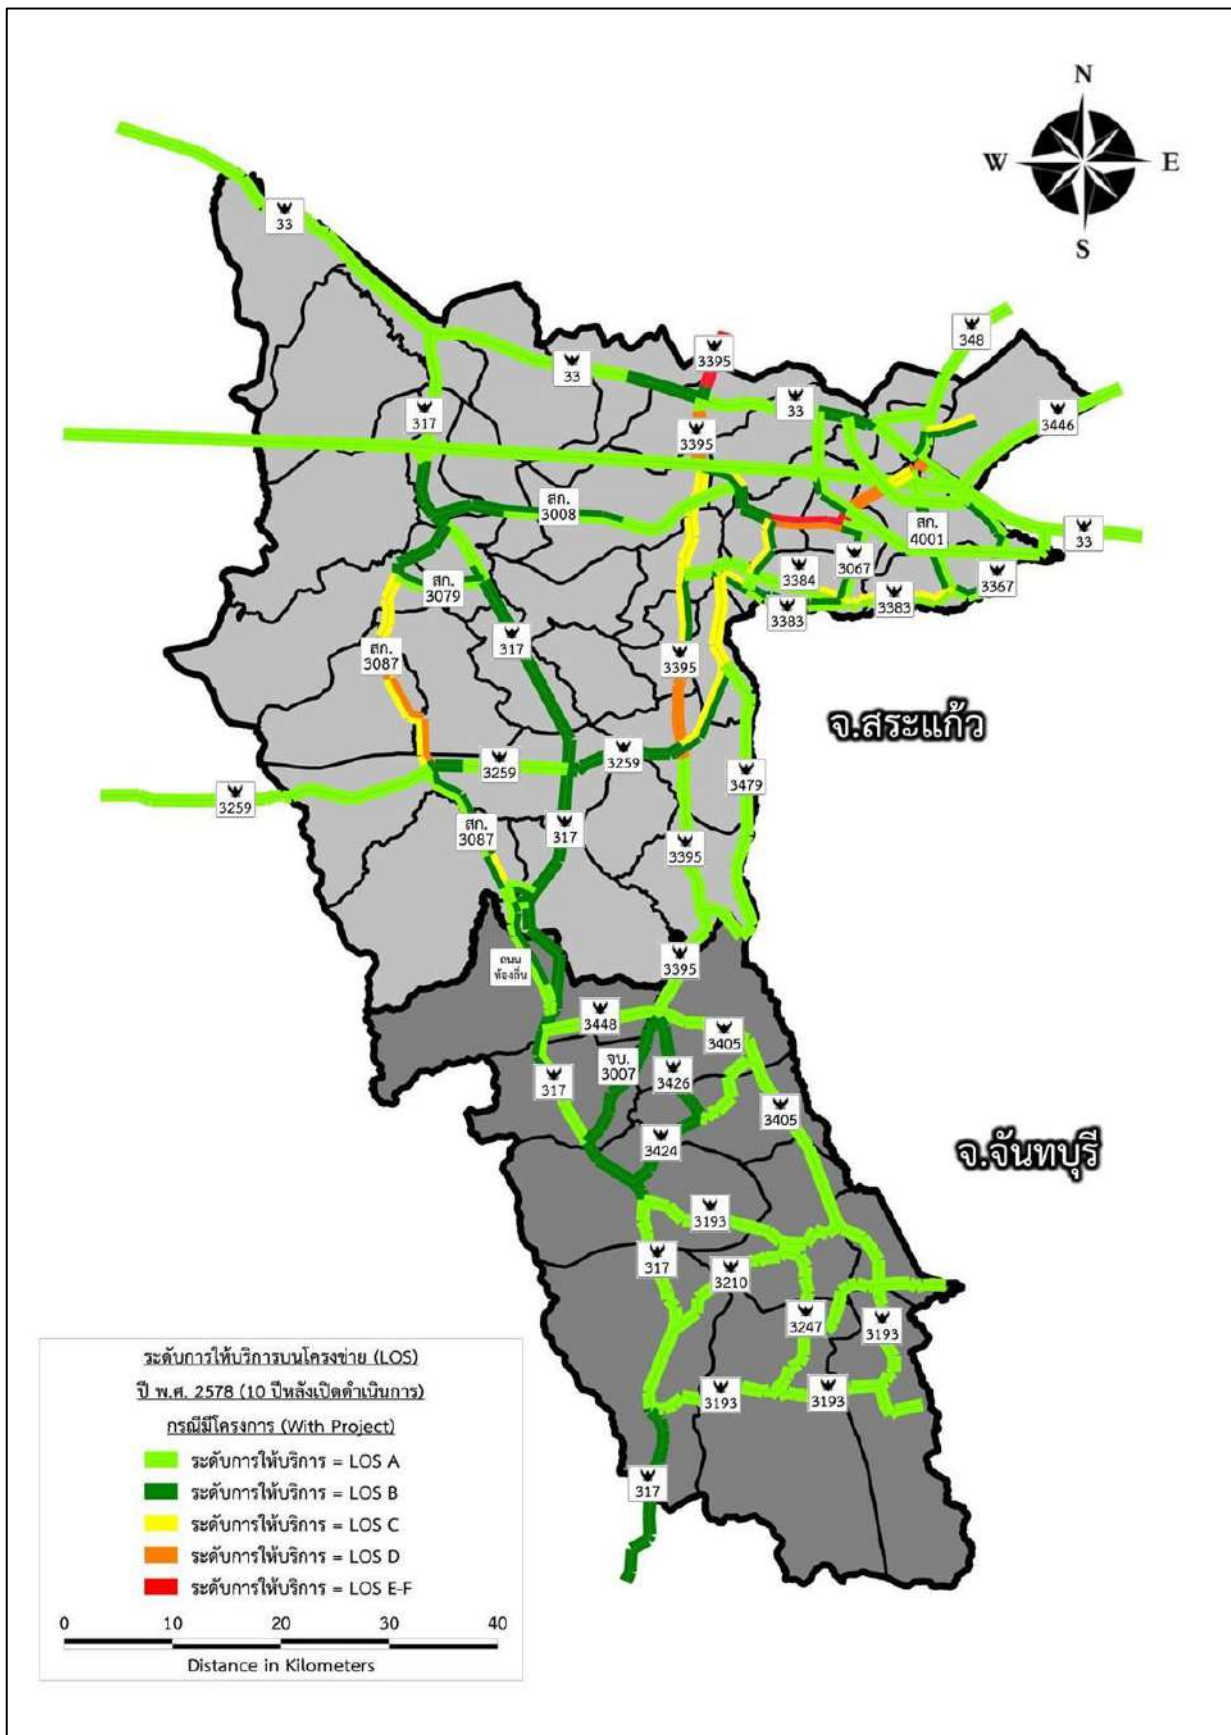 N
W
E
S
33
348
3395
33
33
3446
317
3395
สก.
3008
สก.
4001
33
3067
3384
3367
สก.
3079
3383
3383
317
สก.
3087
3395
จ.สระแก้ว
3259
3259
3479
3259
สก.
3087
317
3395
ถนน
ท้องถิ่น
3395
3448
3405
จบ.
3007
317
3426
3405
3424
จ.จันทบุรี
3193
317
3210
3247
3193
3193
3193
317
ระดับการให้บริการบนโครงข่าย (LOS)
ปี พ.ศ. 2578 (10 ปีหลังเปิดดำเนินการ)
กรณีมีโครงการ (With Project)
ระดับการให้บริการ = LOS A
ระดับการให้บริการ = LOS B
ระดับการให้บริการ = LOS C
ระดับการให้บริการ = LOS D
ระดับการให้บริการ = LOS E-F
0 10 20 30 40
Distance in Kilometers